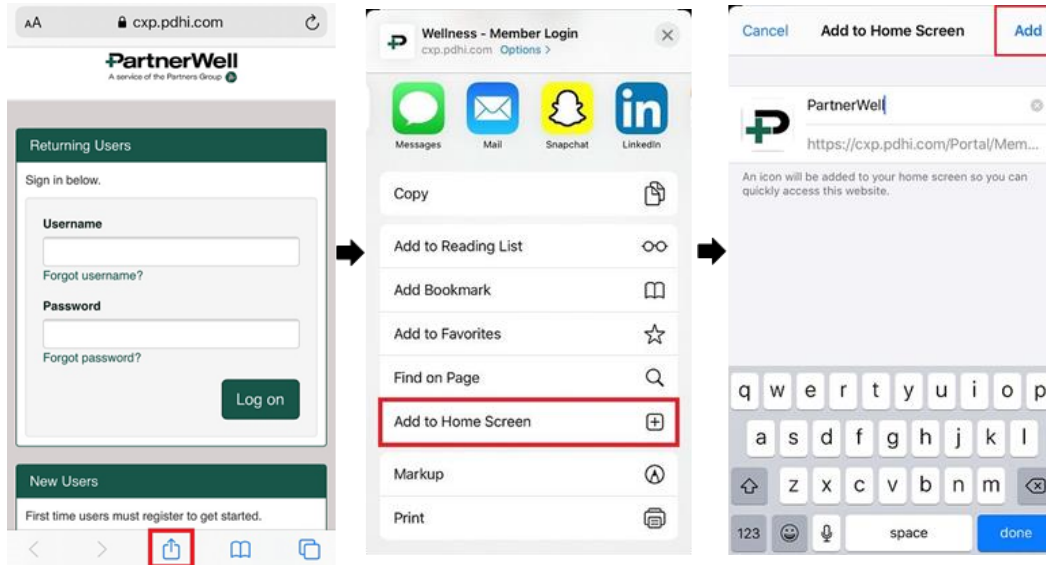 AA cxp.pdhi.com
PartnerWell
A service of the Partners Group
Returning Users
Sign in below.
Username
Forgot username?
Password
Forgot password?
Log on
New Users
First time users must register to get started.
Wellness - Member Login
cxp.pdhi.com Options >
Messages Mail Snapchat LinkedIn
in
Copy
Add to Reading List
Add Bookmark
Add to Favorites
Find on Page
Add to Home Screen
Markup
Print
Cancel Add to Home Screen Add
PartnerWell
https://cxp.pdhi.com/Portal/Mem...
An icon will be added to your home screen so you can
quickly access this website.
q w e r t y u i o p
a s d f g h j k l
z x c v b n m
123 space done